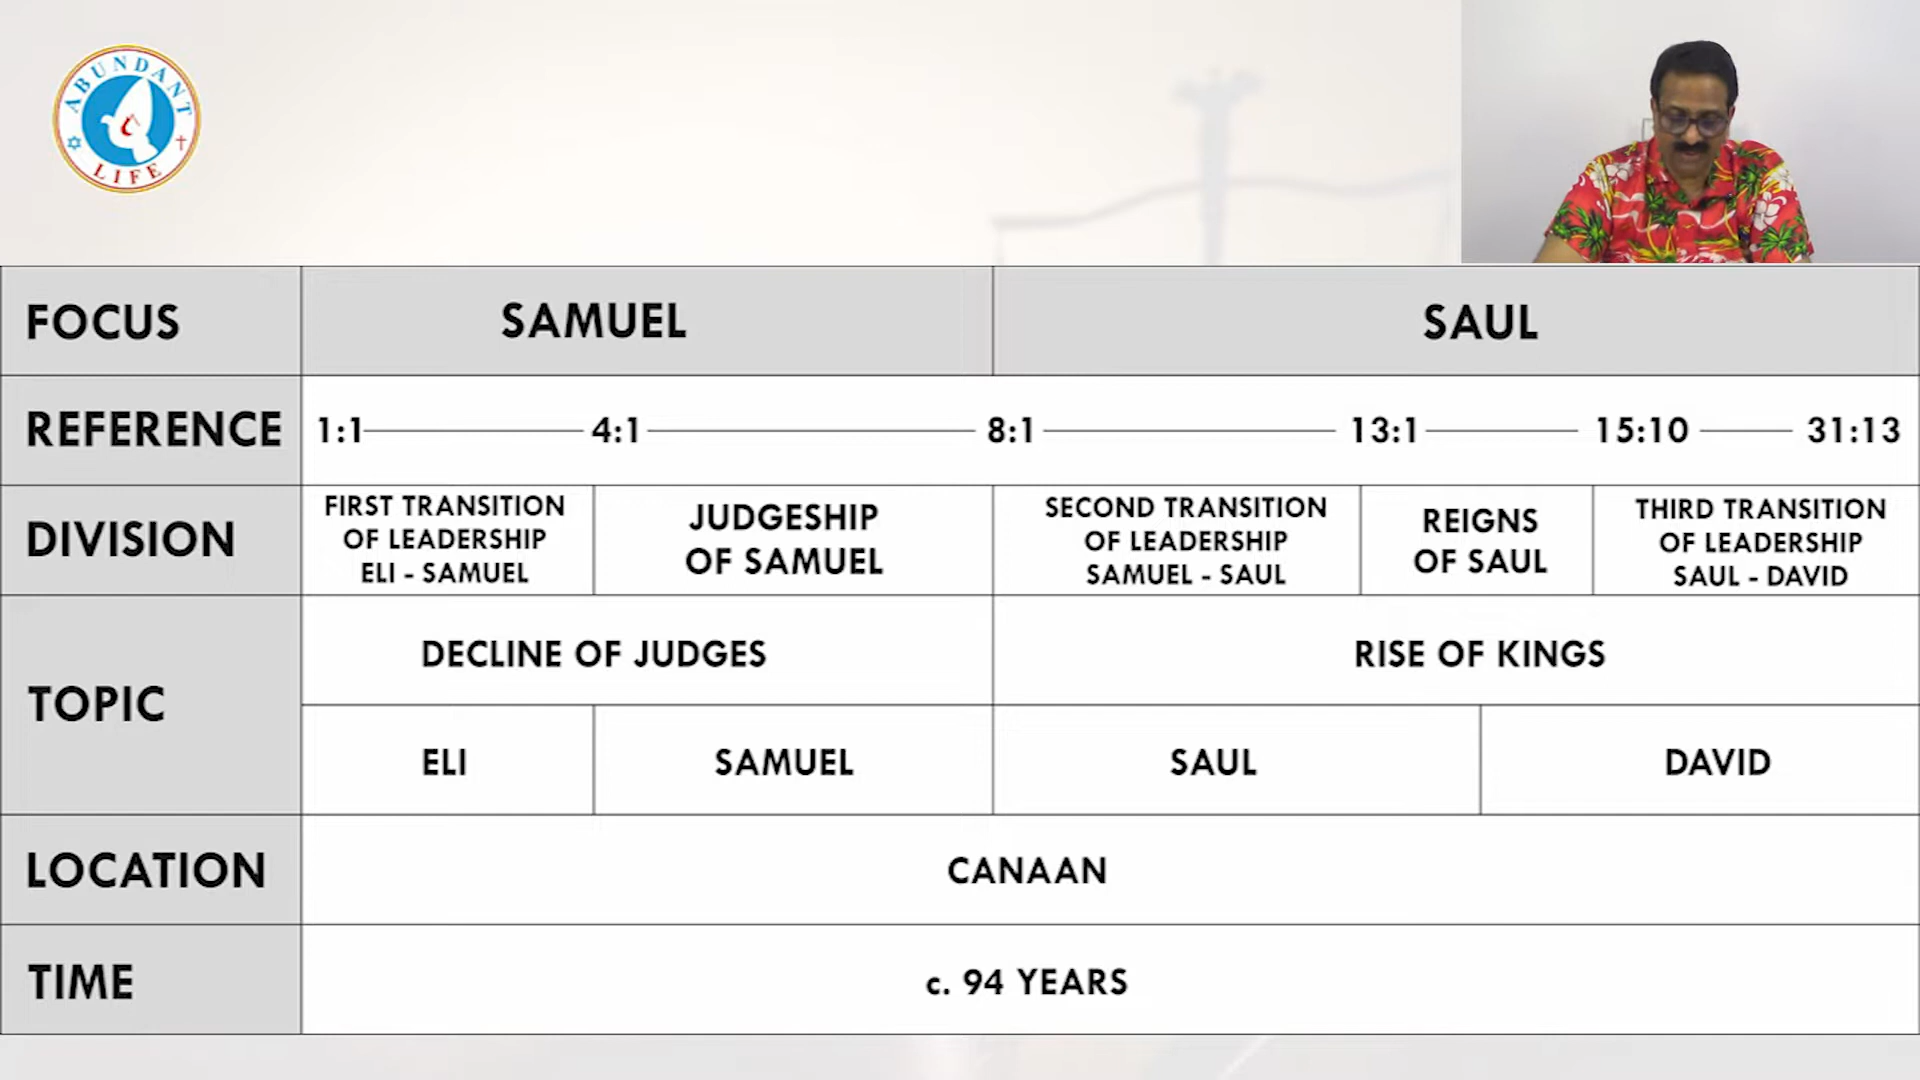 ABUNDANT
LIFE
FOCUS
SAMUEL
SAUL
REFERENCE
1:1
4:1
8:1
13:1
15:10
31:13
DIVISION
FIRST TRANSITION
OF LEADERSHIP
ELI - SAMUEL
JUDGESHIP
OF SAMUEL
SECOND TRANSITION
OF LEADERSHIP
SAMUEL - SAUL
REIGNS
OF SAUL
THIRD TRANSITION
OF LEADERSHIP
SAUL - DAVID
TOPIC
DECLINE OF JUDGES
RISE OF KINGS
ELI
SAMUEL
SAUL
DAVID
LOCATION
CANAAN
TIME
c. 94 YEARS